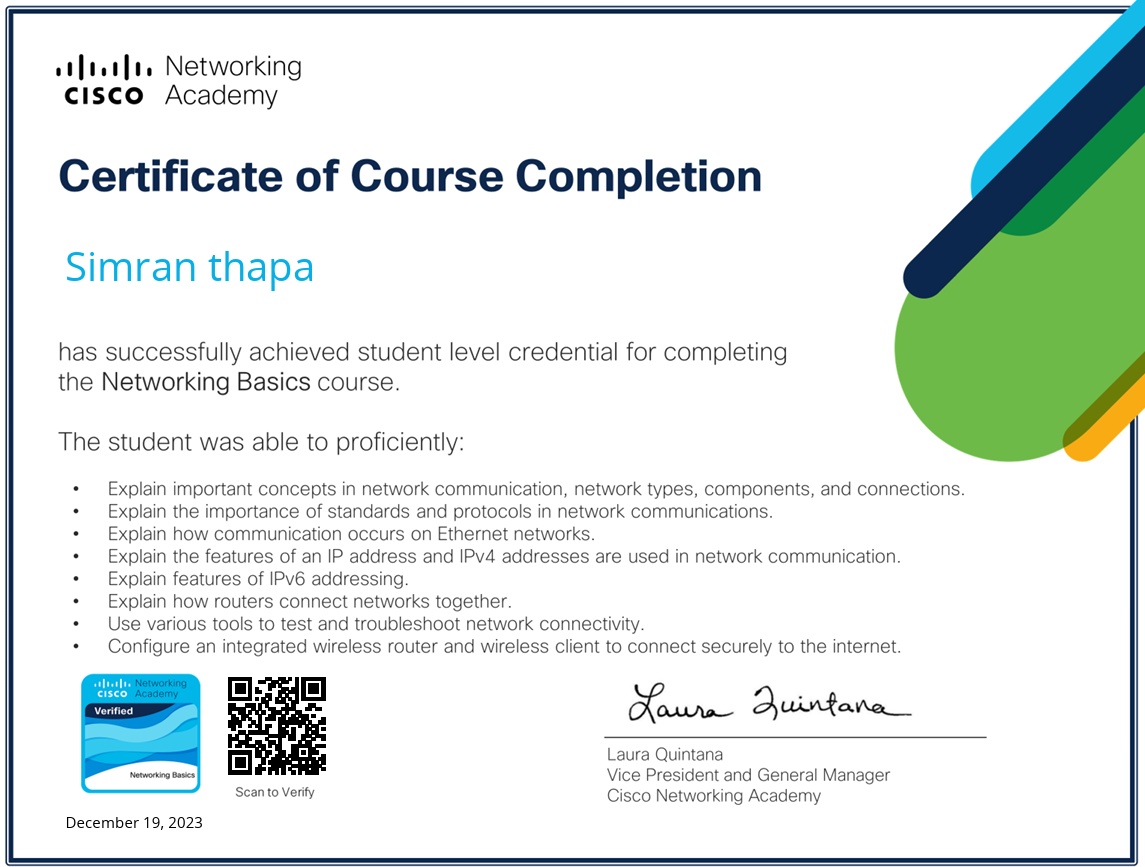 Networking
CISCO Academy
Certificate of Course Completion
Simran thapa
has successfully achieved student level credential for completing
the Networking Basics course.
The student was able to proficiently:
• Explain important concepts in network communication, network types, components, and connections.
• Explain the importance of standards and protocols in network communications.
• Explain how communication occurs on Ethernet networks.
• Explain the features of an IP address and IPv4 addresses are used in network communication.
• Explain features of IPv6 addressing.
• Explain how routers connect networks together.
• Use various tools to test and troubleshoot network connectivity.
• Configure an integrated wireless router and wireless client to connect securely to the internet.
Networking
CISCO Academy
Verified
Networking Basics
Scan to Verify
December 19, 2023
Laura Quintana
Laura Quintana
Vice President and General Manager
Cisco Networking Academy